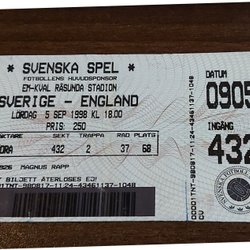 * SVENSKA SPEL *
FOTBOLLENS HUVUDSPONSOR
EM-KVAL RÅSUNDA STADION
SVERIGE - ENGLAND
LÖRDAG 5 SEP 1998 KL 18.00
PRIS: 250
SEKT TRAPPA RAD PLATS
432 2 37 68
MAGNUS RAPP
BILJETT ÅTERLÖSES EJ!
DATUM
0905
INGÅNG
432